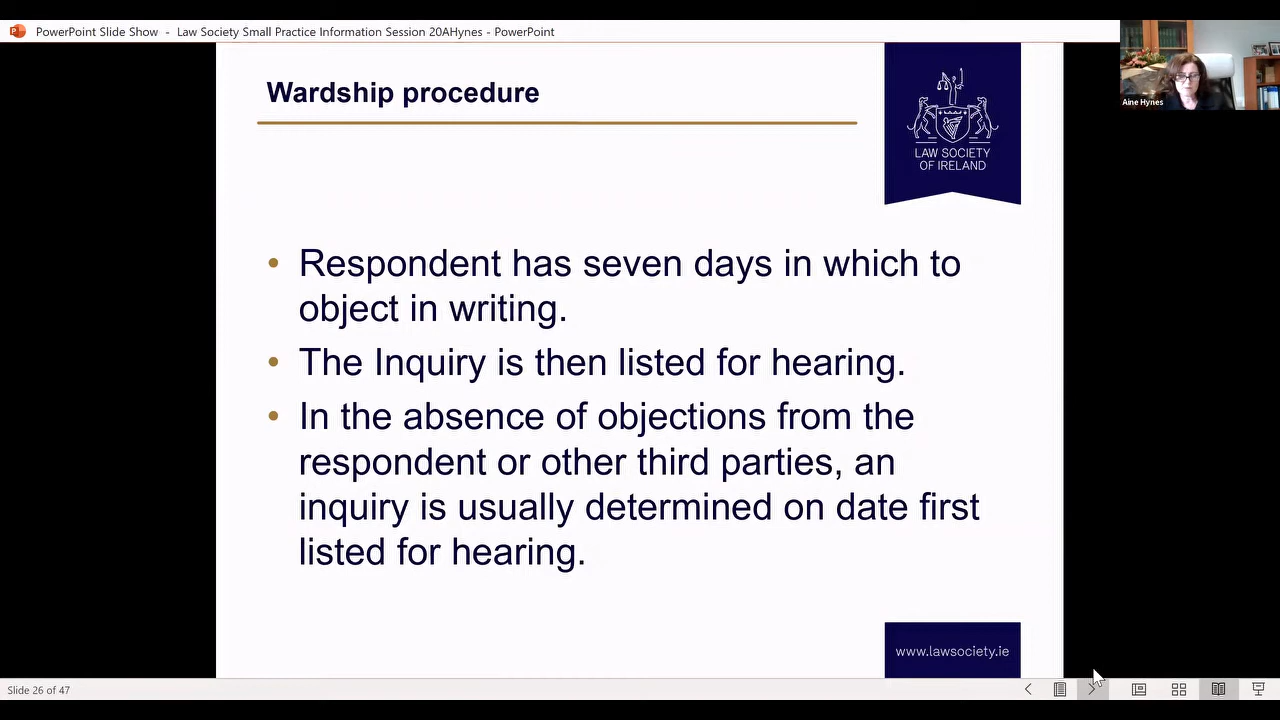 PowerPoint Slide Show - Law Society Small Practice Information Session 20AHynes - PowerPoint
Aine Hynes
Wardship procedure
LAW SOCIETY
OF IRELAND
• Respondent has seven days in which to
object in writing.
• The Inquiry is then listed for hearing.
• In the absence of objections from the
respondent or other third parties, an
inquiry is usually determined on date first
listed for hearing.
www.lawsociety.ie
Slide 26 of 47